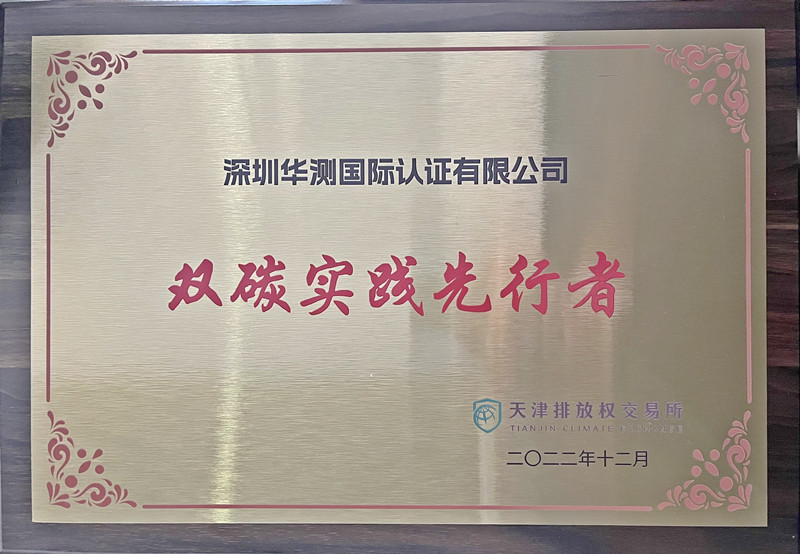 深圳华测国际认证有限公司
双碳实践先行者
天津排放权交易所
TIANJIN CLIMATE
二〇二二年十二月